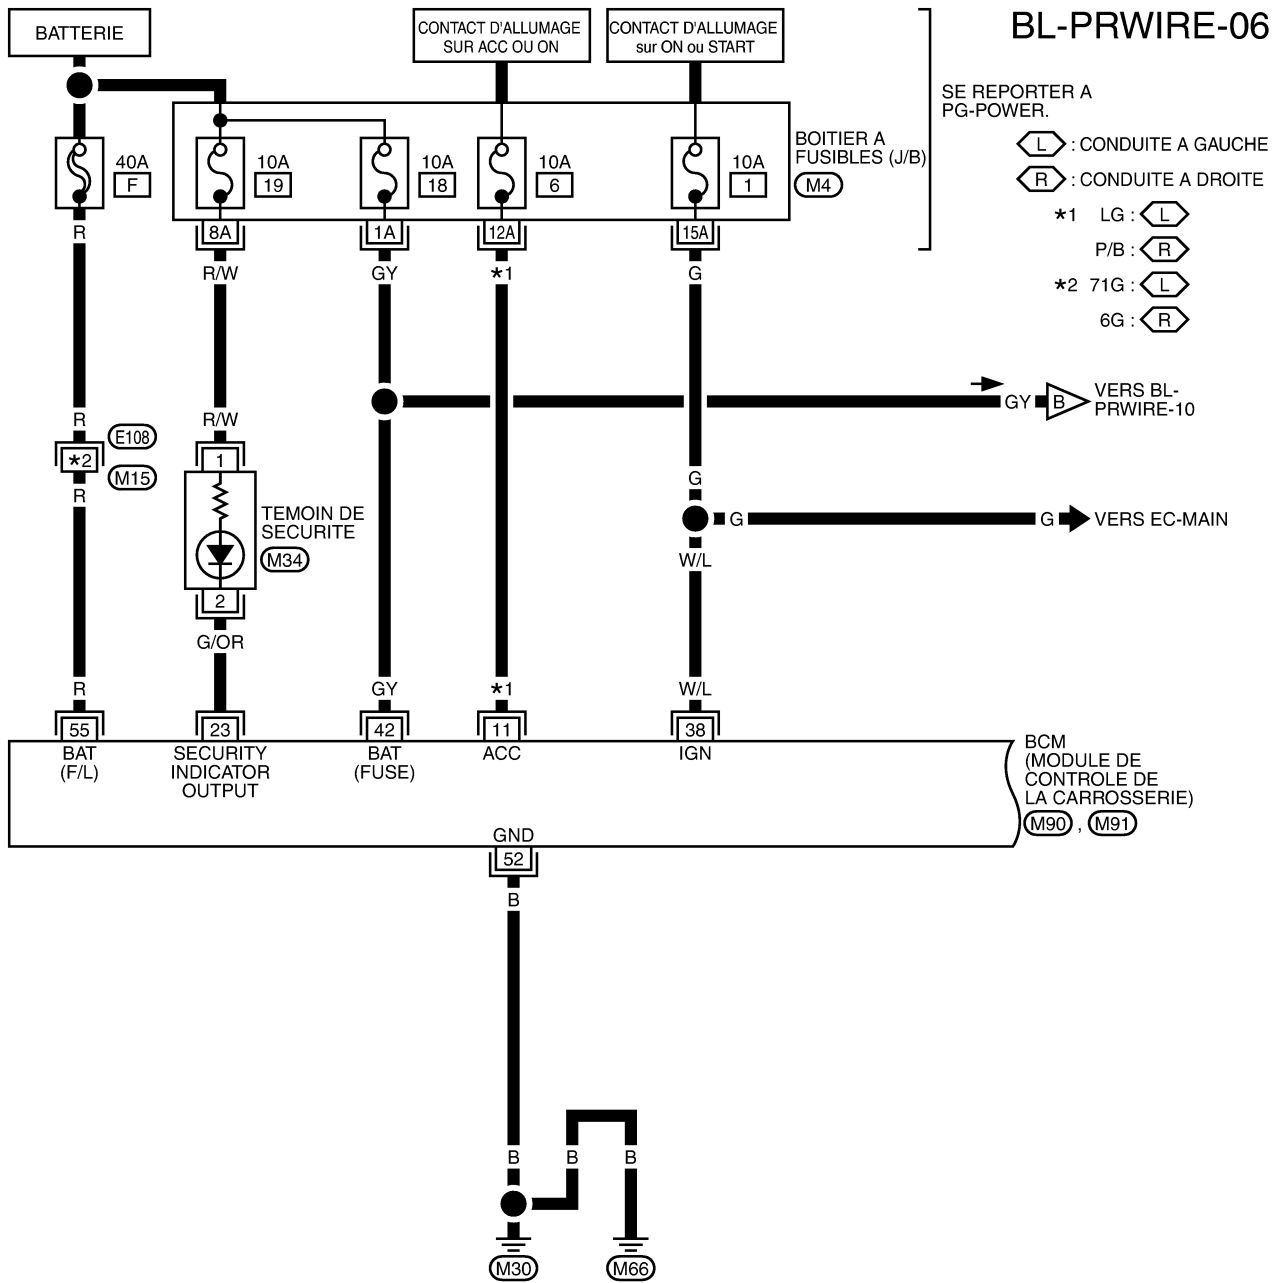 BL-PRWIRE-06
BATTERIE
CONTACT D'ALLUMAGE
SUR ACC OU ON
CONTACT D'ALLUMAGE
sur ON ou START
SE REPORTER A
PG-POWER.
L : CONDUITE A GAUCHE
R : CONDUITE A DROITE
*1 LG : L
P/B : R
*2 71G : L
6G : R
BOITIER A
FUSIBLES (J/B)
M4
40A
F
10A
19
10A
18
10A
6
10A
1
R
8A
1A
12A
15A
R/W
GY
*1
G
GY
B
VERS BL-
PRWIRE-10
R
R/W
E108
*2
1
M15
R
G
TEMOIN DE
SECURITE
M34
G
G
VERS EC-MAIN
W/L
2
G/OR
R
GY
*1
W/L
55
23
42
11
38
BAT
(F/L)
SECURITY
INDICATOR
OUTPUT
BAT
(FUSE)
ACC
IGN
BCM
(MODULE DE
CONTROLE DE
LA CARROSSERIE)
M90 , M91
GND
52
B
B
B
B
M30
M66